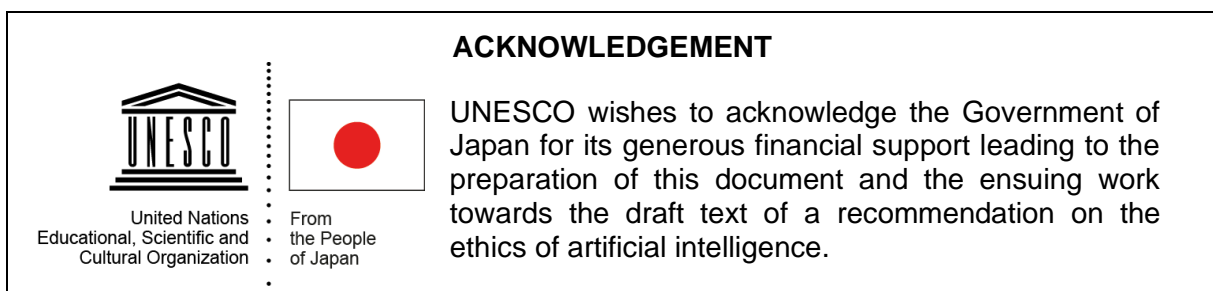 ACKNOWLEDGEMENT
UNESCO wishes to acknowledge the Government of
Japan for its generous financial support leading to the
preparation of this document and the ensuing work
towards the draft text of a recommendation on the
ethics of artificial intelligence.
UNESCO
United Nations
Educational, Scientific and
Cultural Organization
From
the People
of Japan